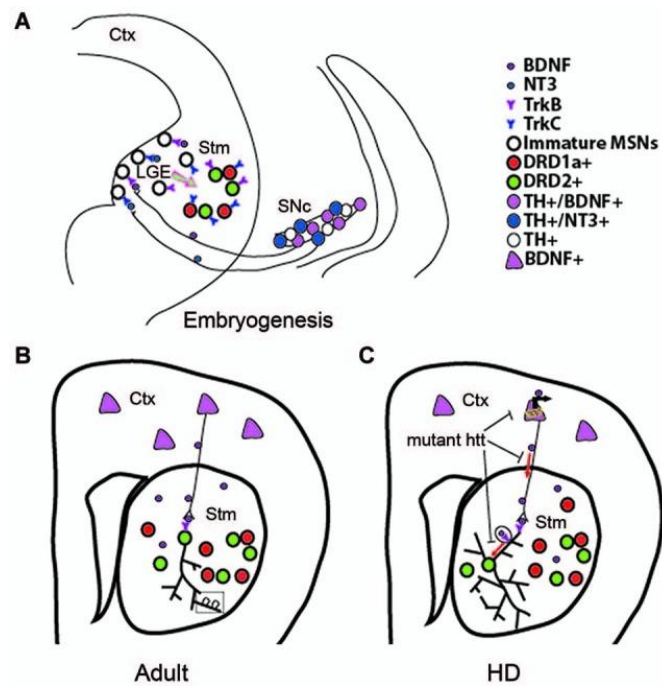 A
Ctx
LGE
Stm
SNc
Embryogenesis
BDNF
NT3
TrkB
TrkC
Immature MSNs
DRD1a+
DRD2+
TH+/BDNF+
TH+/NT3+
TH+
BDNF+
B
Ctx
Stm
Adult
C
Ctx
mutant htt
Stm
HD